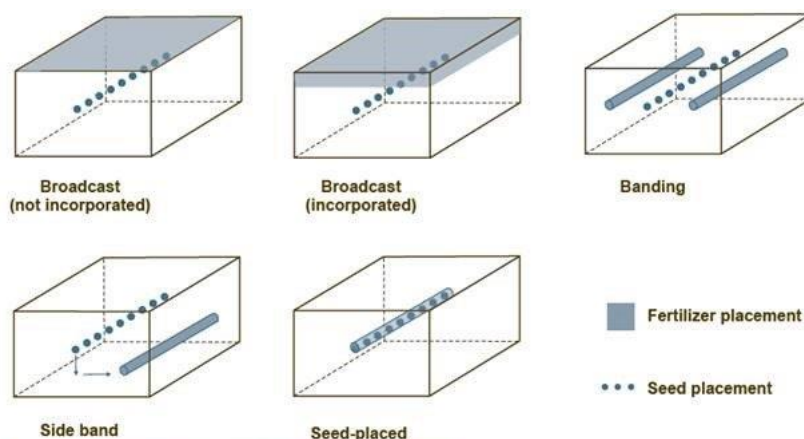 Broadcast
(not incorporated)
Broadcast
(incorporated)
Banding
Side band
Seed-placed
Fertilizer placement
Seed placement